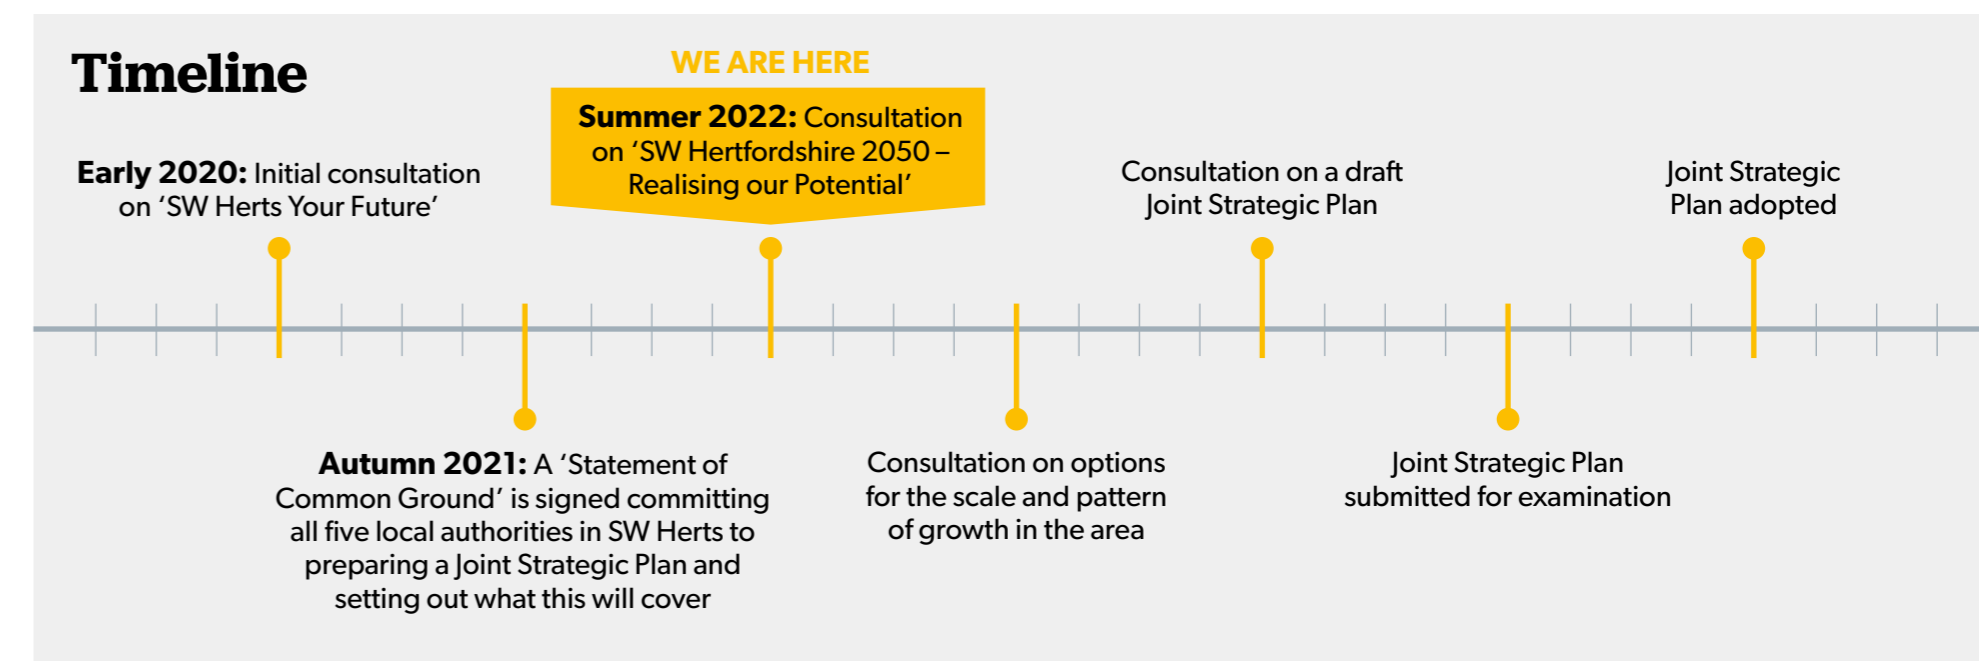 Timeline
Early 2020: Initial consultation
on ‘SW Herts Your Future’
WE ARE HERE
Summer 2022: Consultation
on ‘SW Hertfordshire 2050 –
Realising our Potential’
Consultation on a draft
Joint Strategic Plan
Joint Strategic
Plan adopted
Autumn 2021: A ‘Statement of
Common Ground’ is signed committing
all five local authorities in SW Herts to
preparing a Joint Strategic Plan and
setting out what this will cover
Consultation on options
for the scale and pattern
of growth in the area
Joint Strategic Plan
submitted for examination